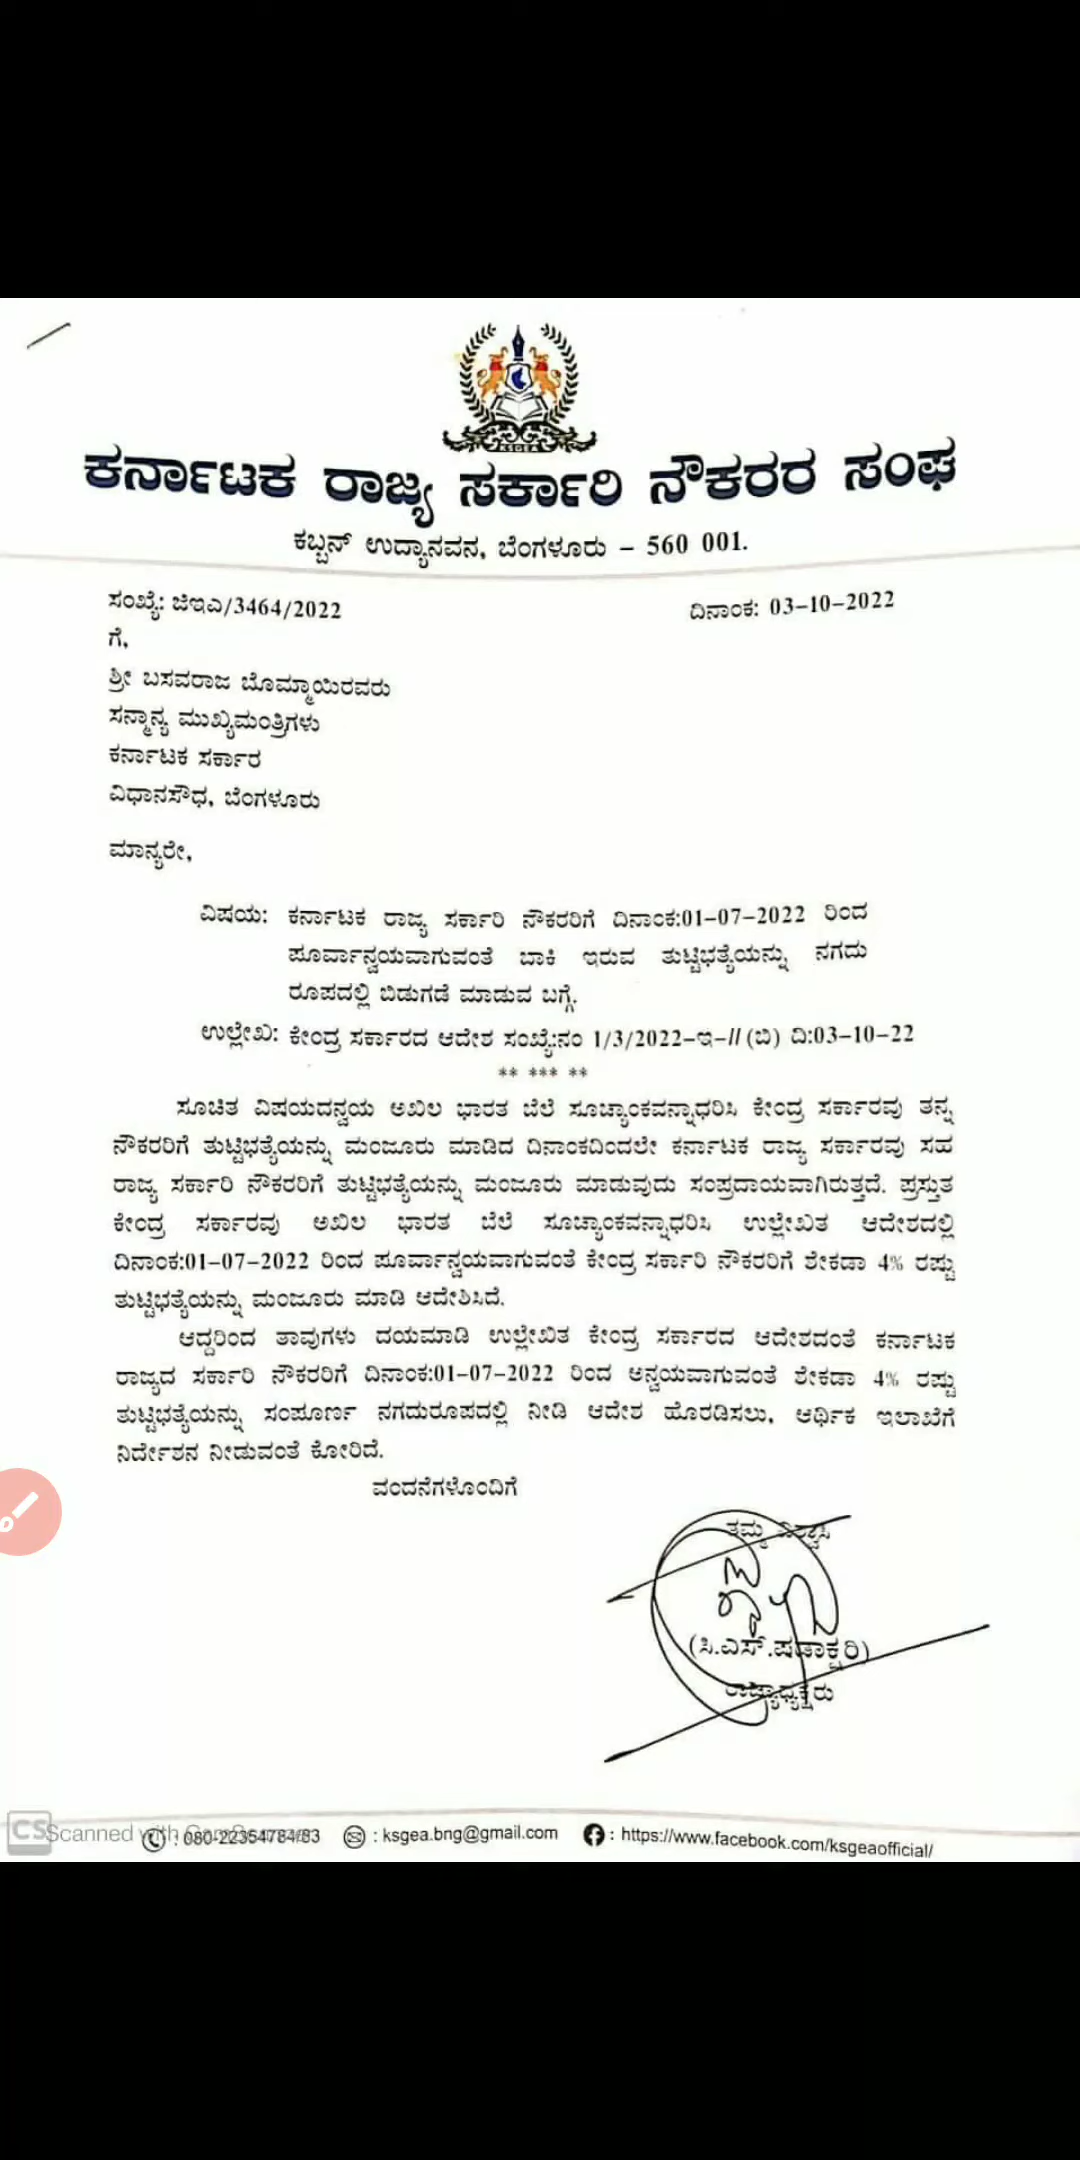 KSGEA
ಕರ್ನಾಟಕ ರಾಜ್ಯ ಸರ್ಕಾರಿ ನೌಕರರ ಸಂಘ
ಕಬ್ಬನ್ ಉದ್ಯಾನವನ, ಬೆಂಗಳೂರು – 560 001.
ಸಂಖ್ಯೆ: ಜಿಇಎ/3464/2022 ದಿನಾಂಕ: 03–10–2022
ಗೆ,
ಶ್ರೀ ಬಸವರಾಜ ಬೊಮ್ಮಾಯಿರವರು
ಸನ್ಮಾನ್ಯ ಮುಖ್ಯಮಂತ್ರಿಗಳು
ಕರ್ನಾಟಕ ಸರ್ಕಾರ
ವಿಧಾನಸೌಧ, ಬೆಂಗಳೂರು
ಮಾನ್ಯರೇ,
ವಿಷಯ: ಕರ್ನಾಟಕ ರಾಜ್ಯ ಸರ್ಕಾರಿ ನೌಕರರಿಗೆ ದಿನಾಂಕ:01–07–2022 ರಿಂದ
ಪೂರ್ವಾನ್ವಯವಾಗುವಂತೆ ಬಾಕಿ ಇರುವ ತುಟ್ಟಿಭತ್ಯೆಯನ್ನು ನಗದು
ರೂಪದಲ್ಲಿ ಬಿಡುಗಡೆ ಮಾಡುವ ಬಗ್ಗೆ.
ಉಲ್ಲೇಖ: ಕೇಂದ್ರ ಸರ್ಕಾರದ ಆದೇಶ ಸಂಖ್ಯೆ:ನಂ 1/3/2022–ಇ–II (ಬಿ) ದಿ:03–10–22
** *** **
ಸೂಚಿತ ವಿಷಯದನ್ವಯ ಅಖಿಲ ಭಾರತ ಬೆಲೆ ಸೂಚ್ಯಾಂಕವನ್ನಾಧರಿಸಿ ಕೇಂದ್ರ ಸರ್ಕಾರವು ತನ್ನ
ನೌಕರರಿಗೆ ತುಟ್ಟಿಭತ್ಯೆಯನ್ನು ಮಂಜೂರು ಮಾಡಿದ ದಿನಾಂಕದಿಂದಲೇ ಕರ್ನಾಟಕ ರಾಜ್ಯ ಸರ್ಕಾರವು ಸಹ
ರಾಜ್ಯ ಸರ್ಕಾರಿ ನೌಕರರಿಗೆ ತುಟ್ಟಿಭತ್ಯೆಯನ್ನು ಮಂಜೂರು ಮಾಡುವುದು ಸಂಪ್ರದಾಯವಾಗಿರುತ್ತದೆ. ಪ್ರಸ್ತುತ
ಕೇಂದ್ರ ಸರ್ಕಾರವು ಅಖಿಲ ಭಾರತ ಬೆಲೆ ಸೂಚ್ಯಾಂಕವನ್ನಾಧರಿಸಿ ಉಲ್ಲೇಖಿತ ಆದೇಶದಲ್ಲಿ
ದಿನಾಂಕ:01–07–2022 ರಿಂದ ಪೂರ್ವಾನ್ವಯವಾಗುವಂತೆ ಕೇಂದ್ರ ಸರ್ಕಾರಿ ನೌಕರರಿಗೆ ಶೇಕಡಾ 4% ರಷ್ಟು
ತುಟ್ಟಿಭತ್ಯೆಯನ್ನು ಮಂಜೂರು ಮಾಡಿ ಆದೇಶಿಸಿದೆ.
ಆದ್ದರಿಂದ ತಾವುಗಳು ದಯಮಾಡಿ ಉಲ್ಲೇಖಿತ ಕೇಂದ್ರ ಸರ್ಕಾರದ ಆದೇಶದಂತೆ ಕರ್ನಾಟಕ
ರಾಜ್ಯದ ಸರ್ಕಾರಿ ನೌಕರರಿಗೆ ದಿನಾಂಕ:01–07–2022 ರಿಂದ ಅನ್ವಯವಾಗುವಂತೆ ಶೇಕಡಾ 4% ರಷ್ಟು
ತುಟ್ಟಿಭತ್ಯೆಯನ್ನು ಸಂಪೂರ್ಣ ನಗದುರೂಪದಲ್ಲಿ ನೀಡಿ ಆದೇಶ ಹೊರಡಿಸಲು, ಆರ್ಥಿಕ ಇಲಾಖೆಗೆ
ನಿರ್ದೇಶನ ನೀಡುವಂತೆ ಕೋರಿದೆ.
ವಂದನೆಗಳೊಂದಿಗೆ
ತಮ್ಮ ವಿಶ್ವಾಸಿ
(ಸಿ.ಎಸ್.ಷಡಾಕ್ಷರಿ)
ರಾಜ್ಯಾಧ್ಯಕ್ಷರು
CS Scanned with CamScanner
: 080-22354784/83 : ksgea.bng@gmail.com : https://www.facebook.com/ksgeaofficial/